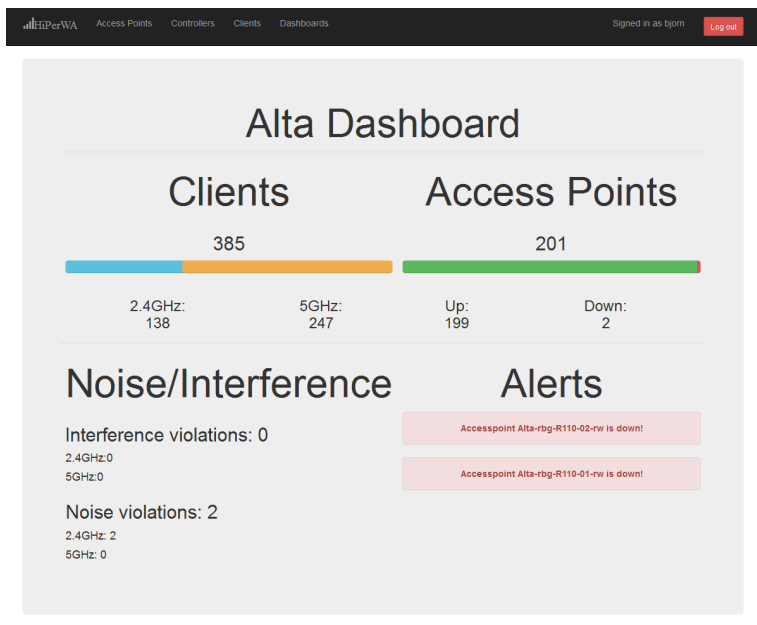 HiPerWA Access Points Controllers Clients Dashboards Signed in as bjorn Log out
Alta Dashboard
Clients
385
2.4GHz: 5GHz:
138 247
Access Points
201
Up: Down:
199 2
Noise/Interference
Interference violations: 0
2.4GHz:0
5GHz:0
Noise violations: 2
2.4GHz: 2
5GHz: 0
Alerts
Accesspoint Alta-rbg-R110-02-rw is down!
Accesspoint Alta-rbg-R110-01-rw is down!